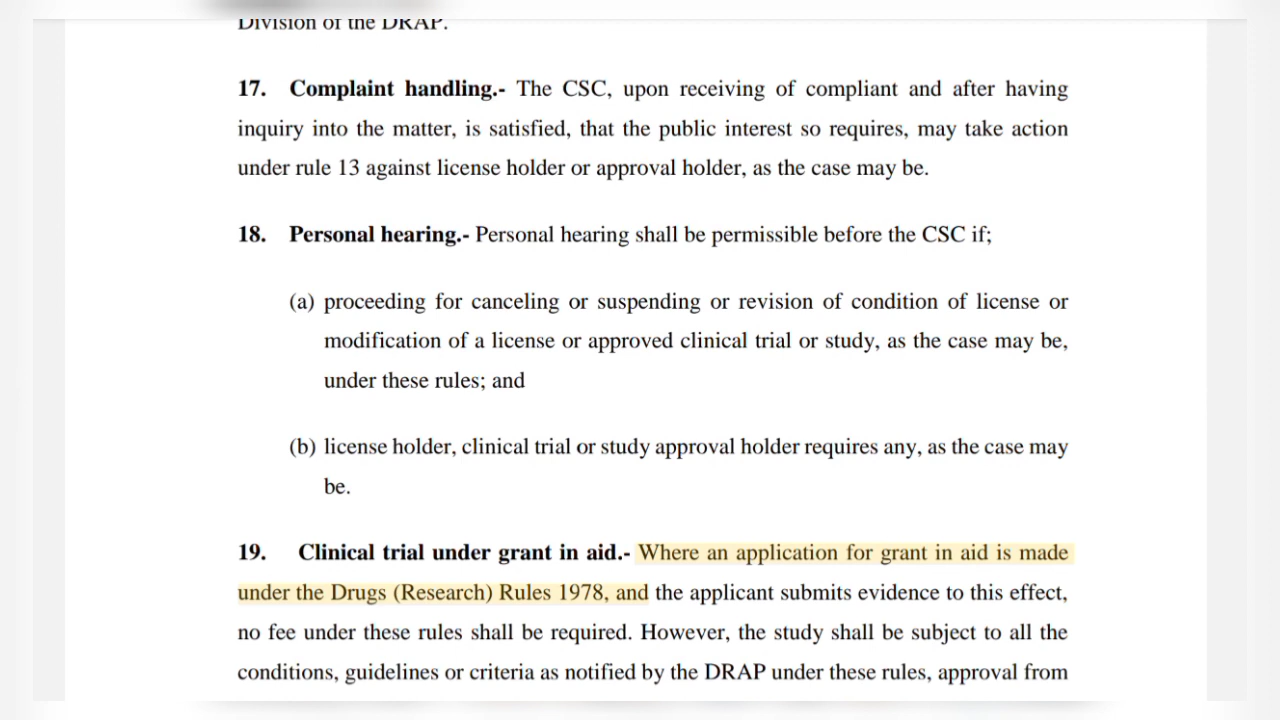 Division of the DRAP.
17. Complaint handling.- The CSC, upon receiving of compliant and after having
inquiry into the matter, is satisfied, that the public interest so requires, may take action
under rule 13 against license holder or approval holder, as the case may be.
18. Personal hearing.- Personal hearing shall be permissible before the CSC if;
(a) proceeding for canceling or suspending or revision of condition of license or
modification of a license or approved clinical trial or study, as the case may be,
under these rules; and
(b) license holder, clinical trial or study approval holder requires any, as the case may
be.
19. Clinical trial under grant in aid.- Where an application for grant in aid is made
under the Drugs (Research) Rules 1978, and the applicant submits evidence to this effect,
no fee under these rules shall be required. However, the study shall be subject to all the
conditions, guidelines or criteria as notified by the DRAP under these rules, approval from